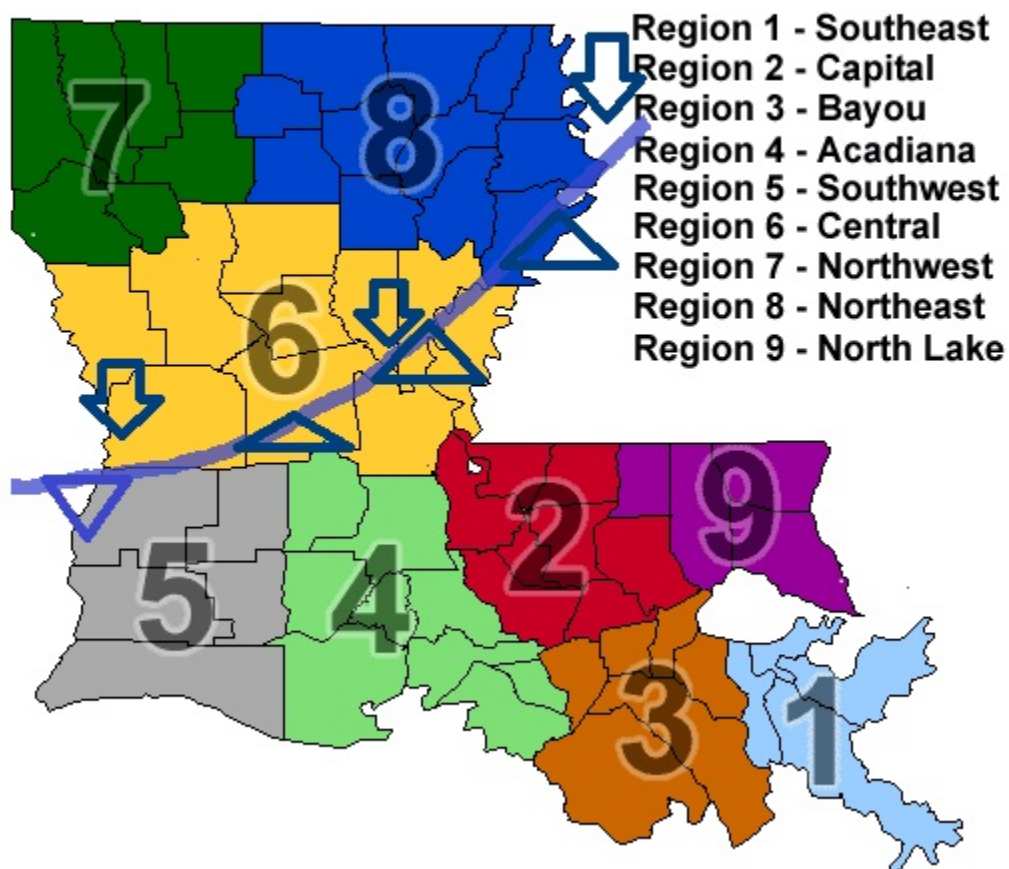 Region 1 - Southeast
Region 2 - Capital
Region 3 - Bayou
Region 4 - Acadiana
Region 5 - Southwest
Region 6 - Central
Region 7 - Northwest
Region 8 - Northeast
Region 9 - North Lake
7
8
6
5
4
2
9
3
1